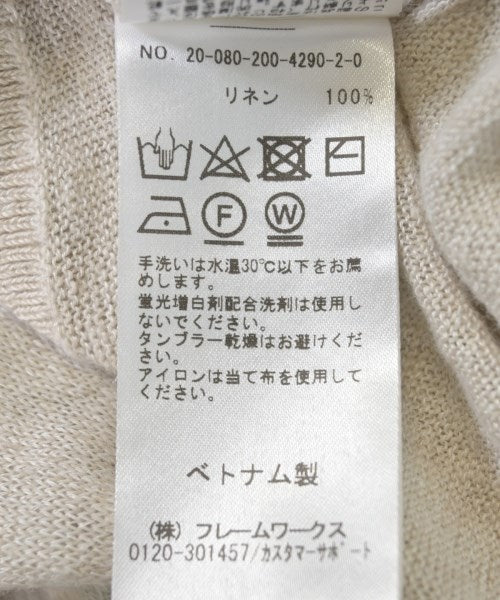 NO. 20-080-200-4290-2-0
リネン 100%
F W
手洗いは水温30℃以下をお薦
めします。
蛍光増白剤配合洗剤は使用し
ないでください。
タンブラー乾燥はお避けくださ
い。
アイロンは当て布を使用して
ください。
ベトナム製
(株) フレームワークス
0120-301457/カスタマーサポート